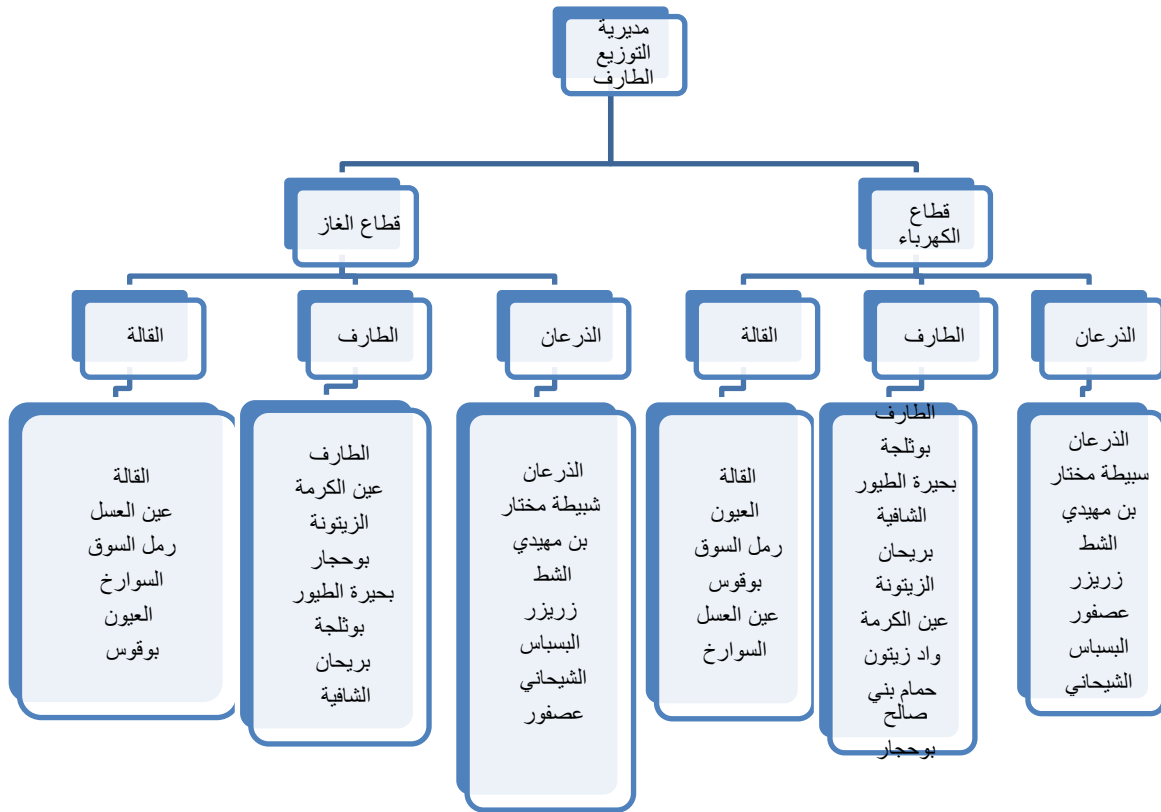 مديرية
التوزيع
الطارف
قطاع
الكهرباء
قطاع الغاز
الذرعان
الطارف
القالة
الذرعان
الطارف
القالة
الذرعان
سبيطة مختار
بن مهيدي
الشط
زريزر
عصفور
البسباس
الشيحاني
الطارف
بوثلجة
بحيرة الطيور
الشافية
بريحان
الزيتونة
عين الكرمة
واد زيتون
حمام بني
صالح
بوحجار
القالة
العيون
رمل السوق
بوقوس
عين العسل
السوارخ
الذرعان
شبيطة مختار
بن مهيدي
الشط
زريزر
البسباس
الشيحاني
عصفور
الطارف
عين الكرمة
الزيتونة
بوحجار
بحيرة الطيور
بوثلجة
بريحان
الشافية
القالة
عين العسل
رمل السوق
السوارخ
العيون
بوقوس